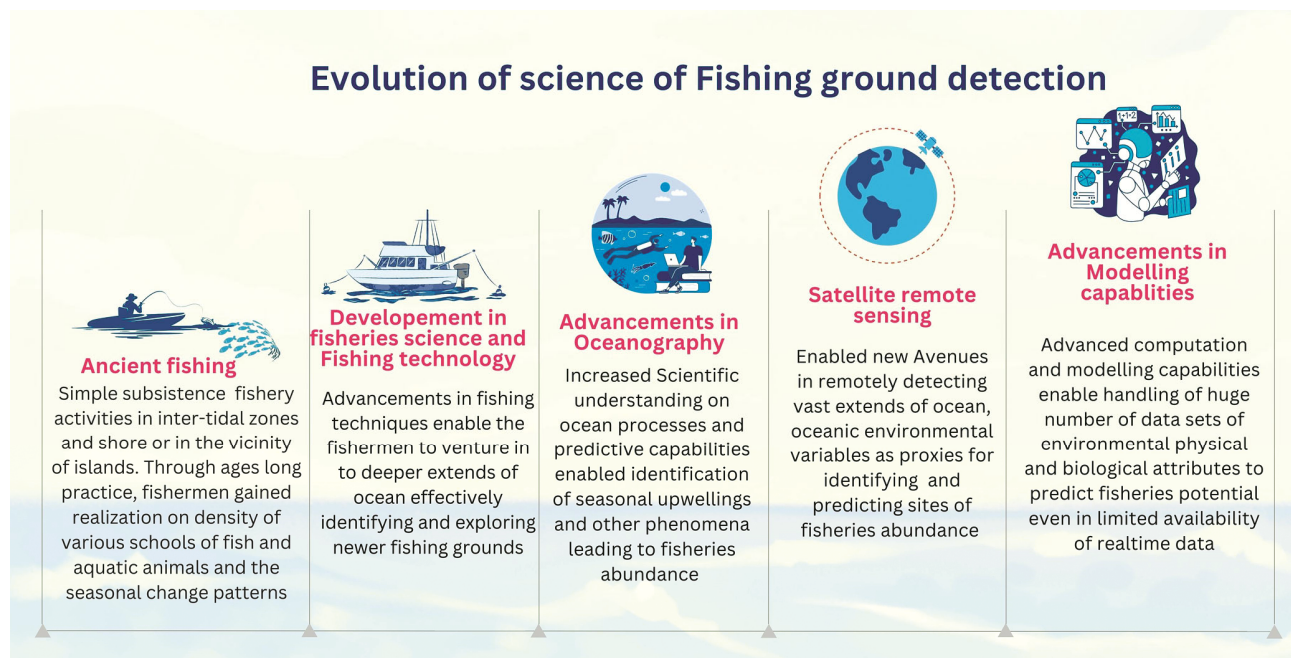 Evolution of science of Fishing ground detection
Ancient fishing
Simple subsistence fishery
activities in inter-tidal zones
and shore or in the vicinity
of islands. Through ages long
practice, fishermen gained
realization on density of
various schools of fish and
aquatic animals and the
seasonal change patterns
Developement in
fisheries science and
Fishing technology
Advancements in fishing
techniques enable the
fishermen to venture in
to deeper extends of
ocean effectively
identifying and exploring
newer fishing grounds
Advancements in
Oceanography
Increased Scientific
understanding on
ocean processes and
predictive capabilities
enabled identification
of seasonal upwellings
and other phenomena
leading to fisheries
abundance
Satellite remote
sensing
Enabled new Avenues
in remotely detecting
vast extends of ocean,
oceanic environmental
variables as proxies for
identifying and
predicting sites of
fisheries abundance
1+1=2
Advancements in
Modelling
capablities
Advanced computation
and modelling capabilities
enable handling of huge
number of data sets of
environmental physical
and biological attributes to
predict fisheries potential
even in limited availability
of realtime data